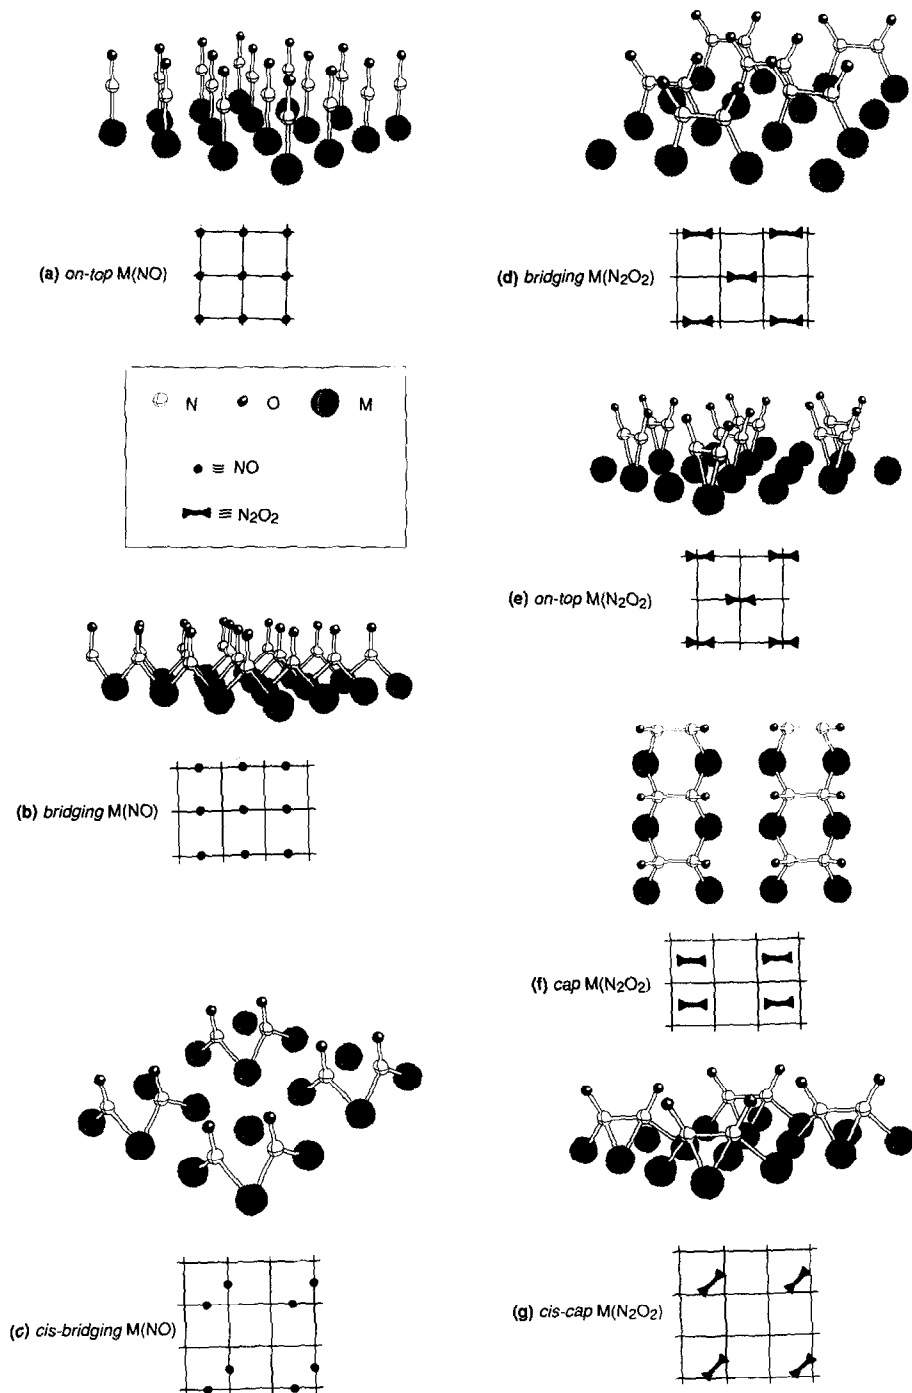 (a) on-top M(NO)
N O M
≡ NO
≡ N₂O₂
(b) bridging M(NO)
(c) cis-bridging M(NO)
(d) bridging M(N₂O₂)
(e) on-top M(N₂O₂)
(f) cap M(N₂O₂)
(g) cis-cap M(N₂O₂)